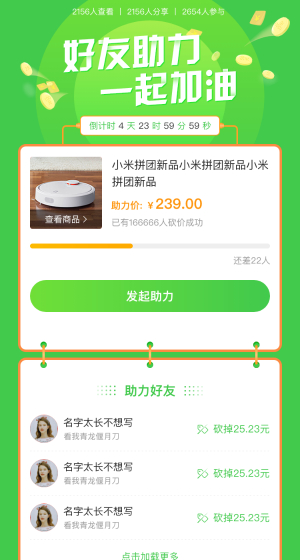 2156人查看 | 2156人分享 | 2654人参与
好友助力
一起加油
倒计时 4 天 23 时 59 分 59 秒
小米拼团新品小米拼团新品小米
拼团新品
助力价: ¥239.00
已有166666人砍价成功
查看商品 >
还差22人
发起助力
助力好友
名字太长不想写
看我青龙偃月刀
砍掉25.23元
名字太长不想写
看我青龙偃月刀
砍掉25.23元
名字太长不想写
看我青龙偃月刀
砍掉25.23元
点击加载更多